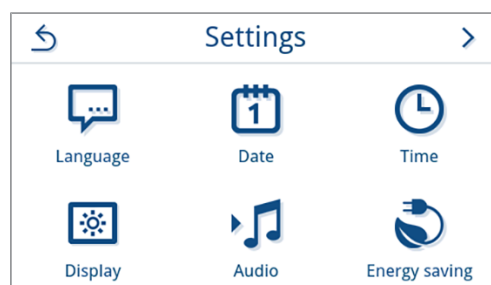 Settings
...
1
Language
Date
Time
Display
Audio
Energy saving